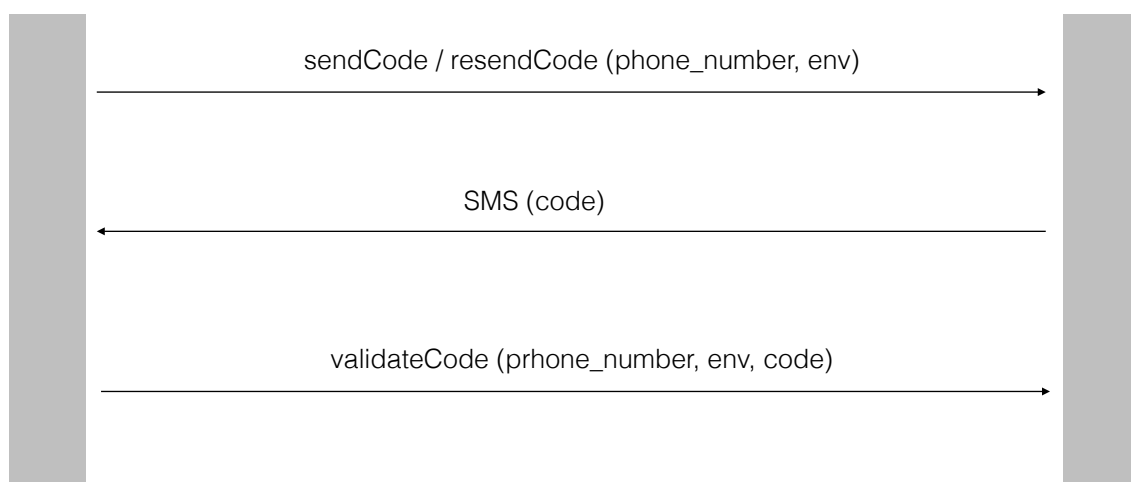 sendCode / resendCode (phone_number, env)
SMS (code)
validateCode (prhone_number, env, code)